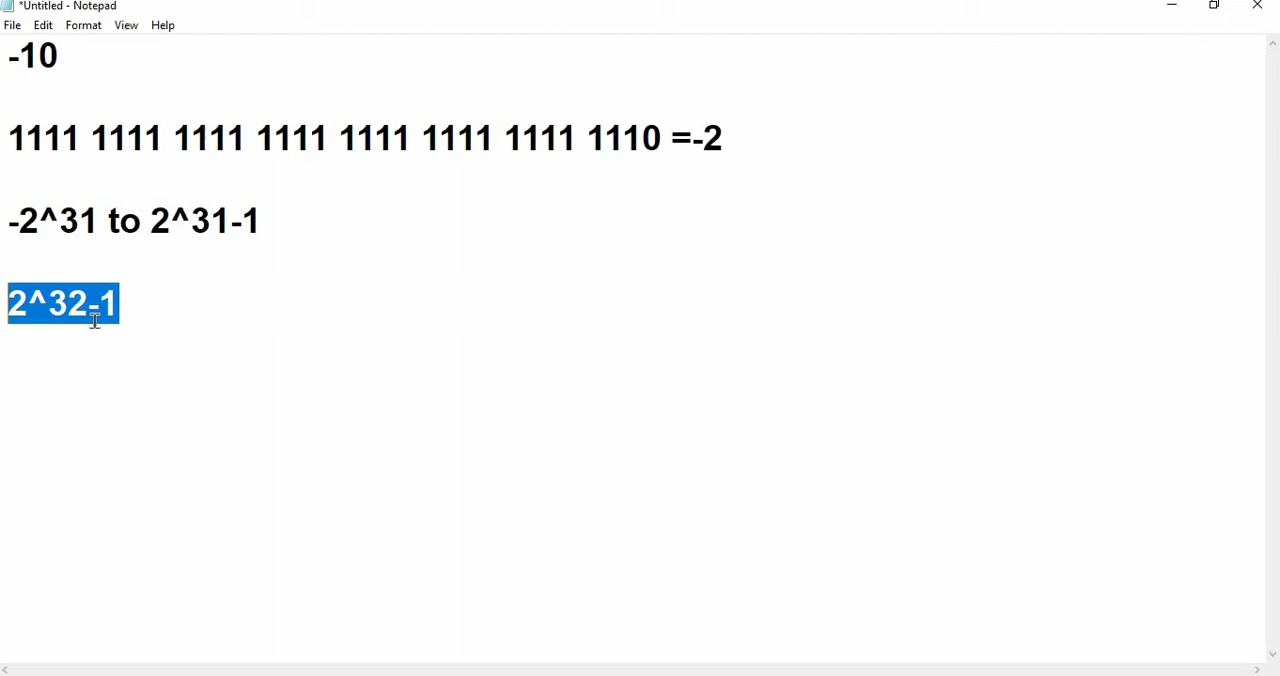 *Untitled - Notepad
File Edit Format View Help
-10
1111 1111 1111 1111 1111 1111 1111 1110 =-2
-2^31 to 2^31-1
2^32-1